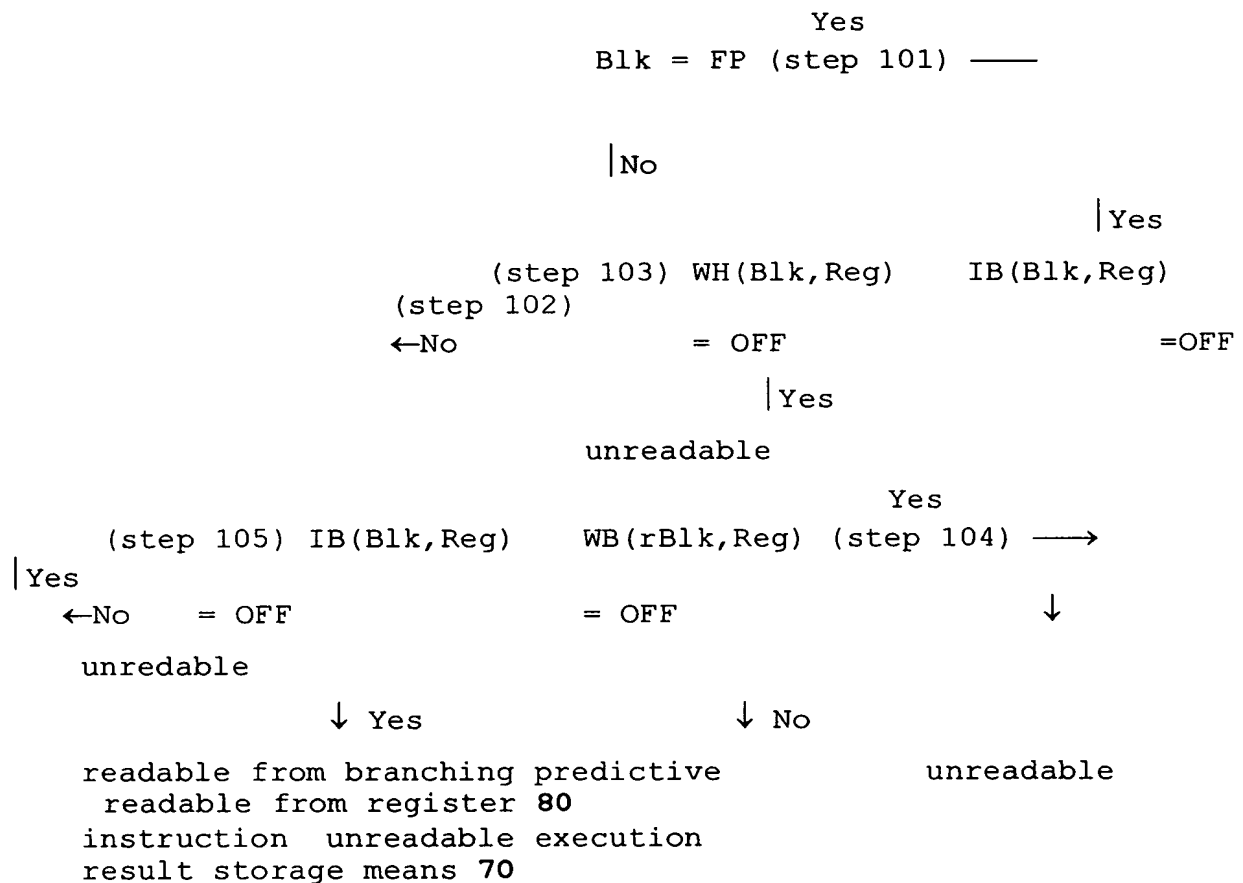 Yes
Blk = FP (step 101) ——
|No
|Yes
(step 103) WH(Blk,Reg) IB(Blk,Reg)
(step 102)
←No = OFF =OFF
|Yes
unreadable
Yes
(step 105) IB(Blk,Reg) WB(rBlk,Reg) (step 104) →
|Yes
←No = OFF = OFF ↓
unredable
↓ Yes ↓ No
readable from branching predictive unreadable
readable from register 80
instruction unreadable execution
result storage means 70